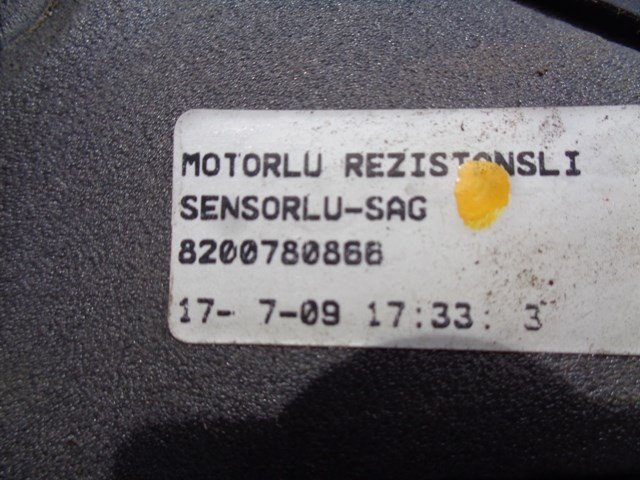 MOTORLU REZISTONSLI
SENSORLU-SAG
8200780866
17- 7-09 17:33: 3